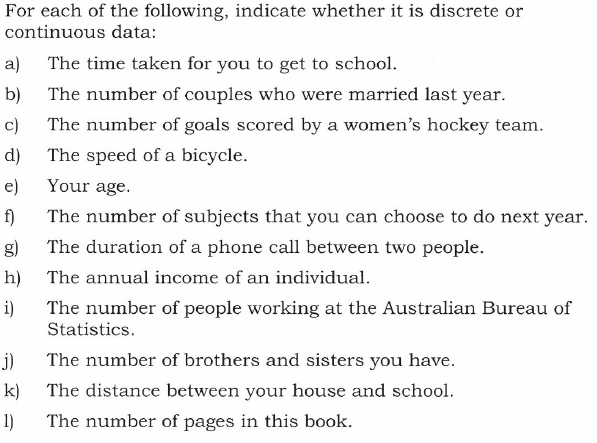 For each of the following, indicate whether it is discrete or
continuous data:
a) The time taken for you to get to school.
b) The number of couples who were married last year.
c) The number of goals scored by a women's hockey team.
d) The speed of a bicycle.
e) Your age.
f) The number of subjects that you can choose to do next year.
g) The duration of a phone call between two people.
h) The annual income of an individual.
i) The number of people working at the Australian Bureau of
Statistics.
j) The number of brothers and sisters you have.
k) The distance between your house and school.
l) The number of pages in this book.